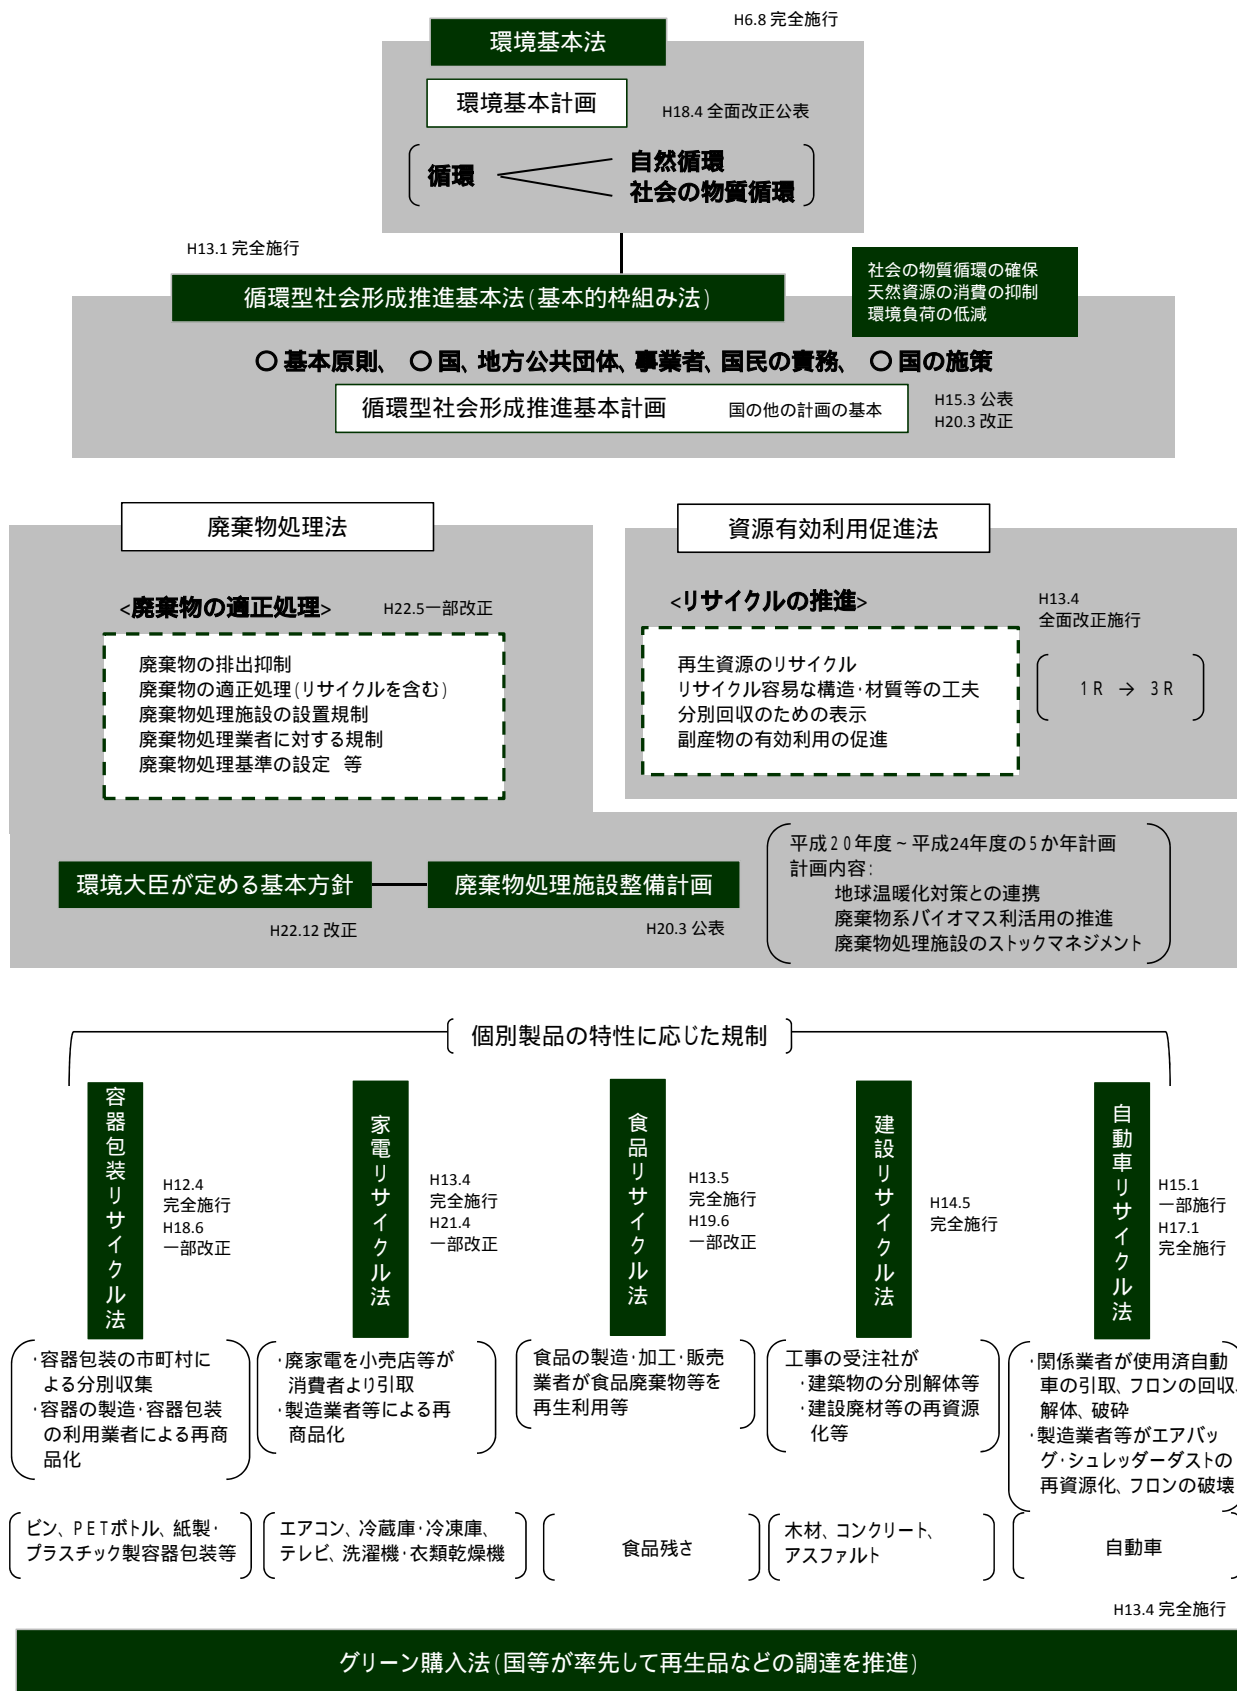 H6.8 完全施行
環境基本法
環境基本計画
H18.4 全面改正公表
循環
自然循環
社会の物質循環
H13.1 完全施行
循環型社会形成推進基本法(基本的枠組み法)
社会の物質循環の確保
天然資源の消費の抑制
環境負荷の低減
○基本原則、 ○国、地方公共団体、事業者、国民の責務、 ○国の施策
循環型社会形成推進基本計画 国の他の計画の基本
H15.3 公表
H20.3 改正
廃棄物処理法
<廃棄物の適正処理>
H22.5一部改正
廃棄物の排出抑制
廃棄物の適正処理(リサイクルを含む)
廃棄物処理施設の設置規制
廃棄物処理業者に対する規制
廃棄物処理基準の設定 等
資源有効利用促進法
<リサイクルの推進>
H13.4
全面改正施行
再生資源のリサイクル
リサイクル容易な構造・材質等の工夫
分別回収のための表示
副産物の有効利用の促進
1R → 3R
環境大臣が定める基本方針
H22.12 改正
廃棄物処理施設整備計画
H20.3 公表
平成20年度~平成24年度の5か年計画
計画内容:
地球温暖化対策との連携
廃棄物系バイオマス利活用の推進
廃棄物処理施設のストックマネジメント
個別製品の特性に応じた規制
容器包装リサイクル法
H12.4
完全施行
H18.6
一部改正
家電リサイクル法
H13.4
完全施行
H21.4
一部改正
食品リサイクル法
H13.5
完全施行
H19.6
一部改正
建設リサイクル法
H14.5
完全施行
自動車リサイクル法
H15.1
一部施行
H17.1
完全施行
・容器包装の市町村に
よる分別収集
・容器の製造・容器包装
の利用業者による再商
品化
・廃家電を小売店等が
消費者より引取
・製造業者等による再
商品化
食品の製造・加工・販売
業者が食品廃棄物等を
再生利用等
工事の受注社が
・建築物の分別解体等
・建設廃材等の再資源
化等
・関係業者が使用済自動
車の引取、フロンの回収、
解体、破砕
・製造業者等がエアバッ
グ・シュレッダーダストの
再資源化、フロンの破壊
ビン、PETボトル、紙製・
プラスチック製容器包装等
エアコン、冷蔵庫・冷凍庫、
テレビ、洗濯機・衣類乾燥機
食品残さ
木材、コンクリート、
アスファルト
自動車
H13.4 完全施行
グリーン購入法(国等が率先して再生品などの調達を推進)